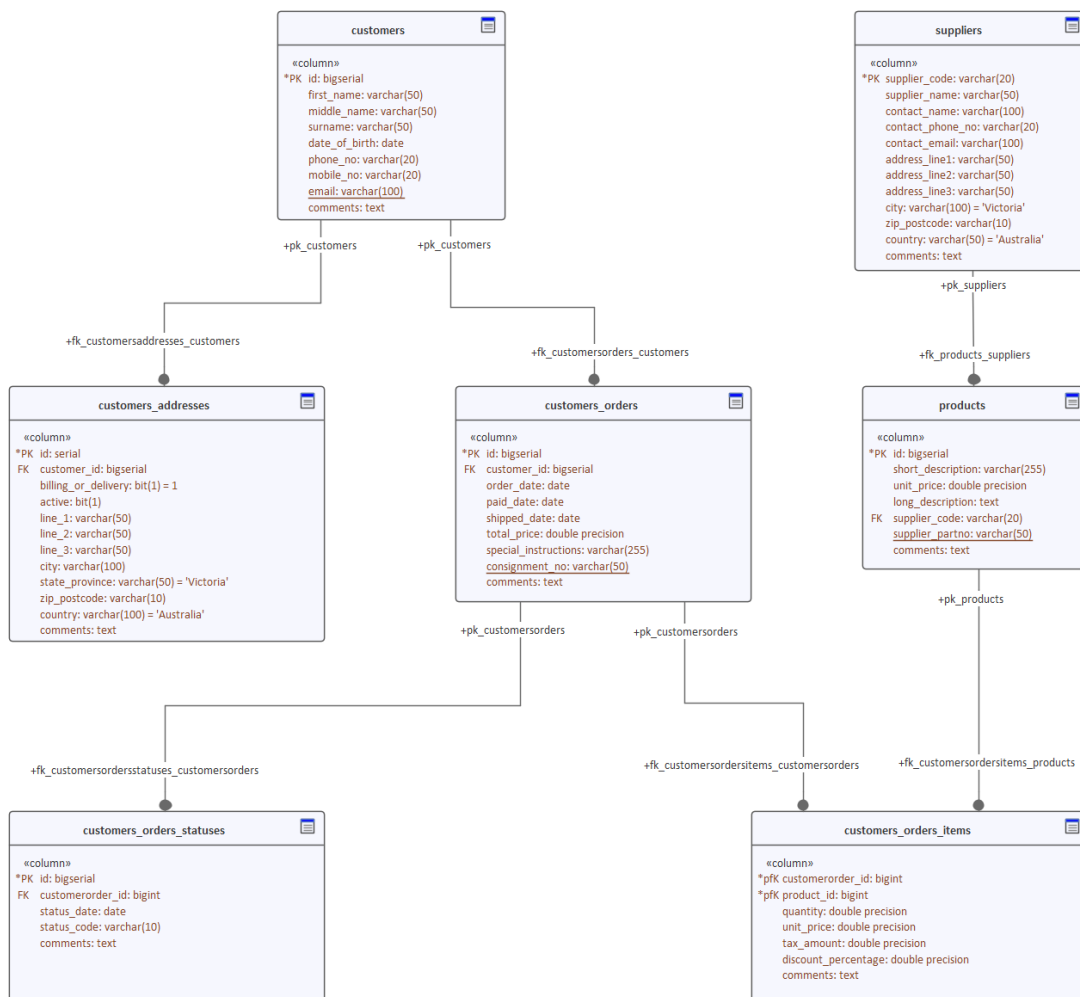 customers
«column»
*PK id: bigserial
first_name: varchar(50)
middle_name: varchar(50)
surname: varchar(50)
date_of_birth: date
phone_no: varchar(20)
mobile_no: varchar(20)
email: varchar(100)
comments: text
+pk_customers
+pk_customers
suppliers
«column»
*PK supplier_code: varchar(20)
supplier_name: varchar(50)
contact_name: varchar(100)
contact_phone_no: varchar(20)
contact_email: varchar(100)
address_line1: varchar(50)
address_line2: varchar(50)
address_line3: varchar(50)
city: varchar(100) = 'Victoria'
zip_postcode: varchar(10)
country: varchar(50) = 'Australia'
comments: text
+pk_suppliers
+fk_customersaddresses_customers
+fk_customersorders_customers
+fk_products_suppliers
customers_addresses
«column»
*PK id: serial
FK customer_id: bigserial
billing_or_delivery: bit(1) = 1
active: bit(1)
line_1: varchar(50)
line_2: varchar(50)
line_3: varchar(50)
city: varchar(100)
state_province: varchar(50) = 'Victoria'
zip_postcode: varchar(10)
country: varchar(100) = 'Australia'
comments: text
customers_orders
«column»
*PK id: bigserial
FK customer_id: bigserial
order_date: date
paid_date: date
shipped_date: date
total_price: double precision
special_instructions: varchar(255)
consignment_no: varchar(50)
comments: text
products
«column»
*PK id: bigserial
short_description: varchar(255)
unit_price: double precision
long_description: text
FK supplier_code: varchar(20)
supplier_partno: varchar(50)
comments: text
+pk_customersorders
+pk_customersorders
+pk_products
+fk_customersordersstatuses_customersorders
+fk_customersordersitems_customersorders
+fk_customersordersitems_products
customers_orders_statuses
«column»
*PK id: bigserial
FK customerorder_id: bigint
status_date: date
status_code: varchar(10)
comments: text
customers_orders_items
«column»
*pfK customerorder_id: bigint
*pfK product_id: bigint
quantity: double precision
unit_price: double precision
tax_amount: double precision
discount_percentage: double precision
comments: text